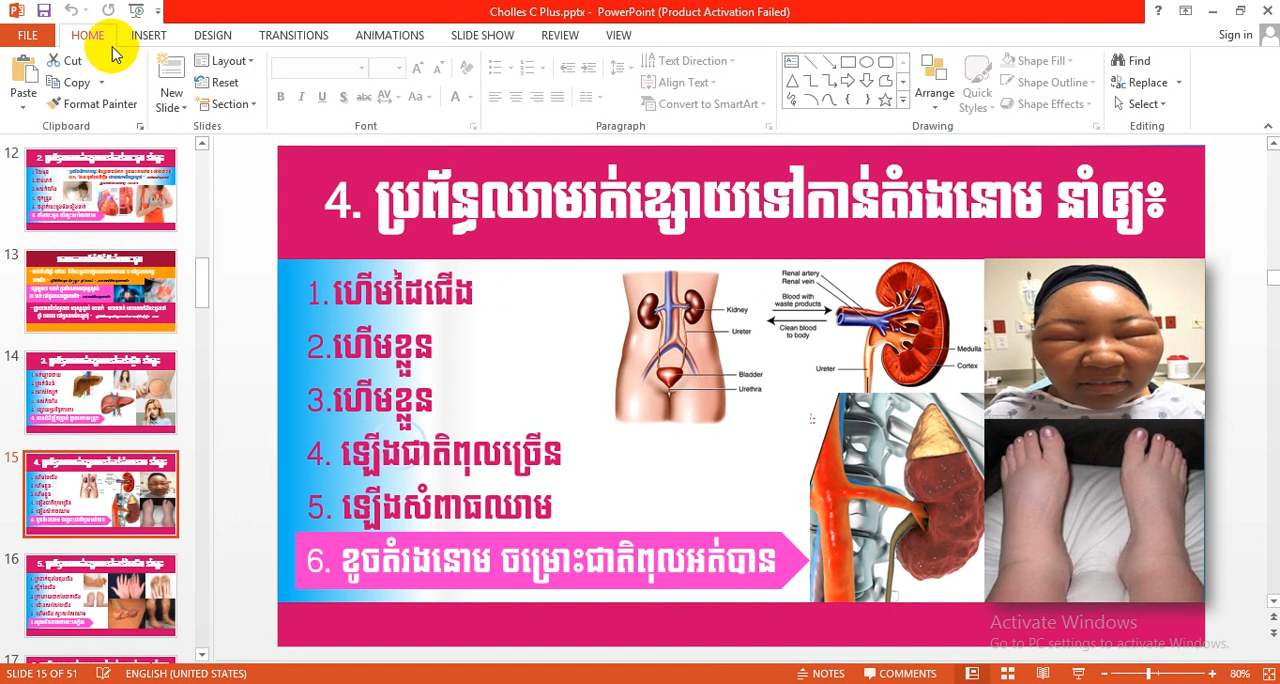 Cholles C Plus.pptx - PowerPoint (Product Activation Failed)
FILE HOME INSERT DESIGN TRANSITIONS ANIMATIONS SLIDE SHOW REVIEW VIEW Sign in
Cut
Copy
Format Painter
Paste
Clipboard
New Slide
Layout
Reset
Section
Slides
Font
Text Direction
Align Text
Convert to SmartArt
Paragraph
Arrange
Quick Styles
Shape Fill
Shape Outline
Shape Effects
Drawing
Find
Replace
Select
Editing
12
13
14
15
16
17
4. ប្រព័ន្ធឈាមរត់ខ្សោយទៅកាន់តំរងនោម នាំឲ្យ៖
1. ហើមដៃជើង
2. ហើមខ្លួន
3. ហើមខ្លួន
4. ឡើងជាតិពុលច្រើន
5. ឡើងសំពាធឈាម
6. ខូចតំរងនោម ចម្រោះជាតិពុលអត់បាន
Kidney
Ureter
Bladder
Urethra
Renal artery
Renal vein
Blood with
waste products
Clean blood
to body
Ureter
Medulla
Cortex
Activate Windows
Go to PC settings to activate Windows.
SLIDE 15 OF 51 ENGLISH (UNITED STATES) NOTES COMMENTS 80%